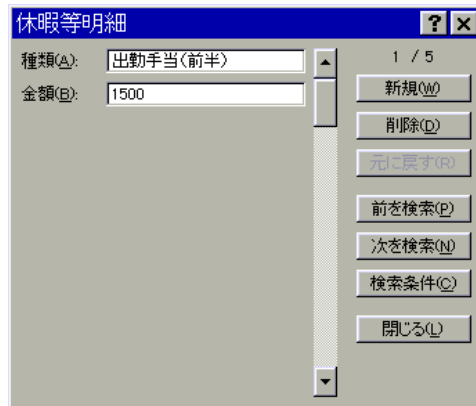 休暇等明細
種類(A): 出勤手当(前半)
金額(B): 1500
1 / 5
新規(W)
削除(D)
元に戻す(R)
前を検索(P)
次を検索(N)
検索条件(C)
閉じる(L)